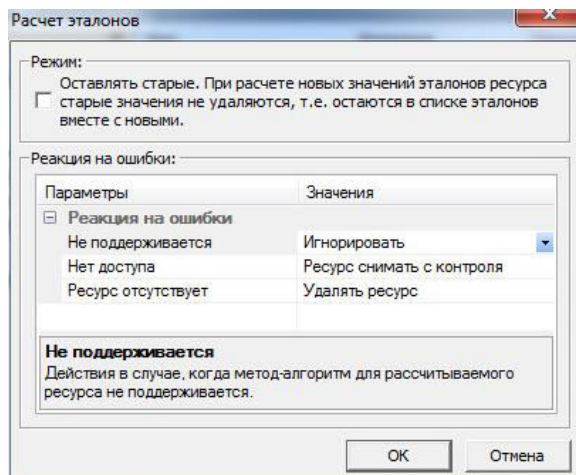 Расчет эталонов
Режим:
Оставлять старые. При расчете новых значений эталонов ресурса
старые значения не удаляются, т.е. остаются в списке эталонов
вместе с новыми.
Реакция на ошибки:
Параметры Значения
Реакция на ошибки
Не поддерживается Игнорировать
Нет доступа Ресурс снимать с контроля
Ресурс отсутствует Удалять ресурс
Не поддерживается
Действия в случае, когда метод-алгоритм для рассчитываемого
ресурса не поддерживается.
OK Отмена